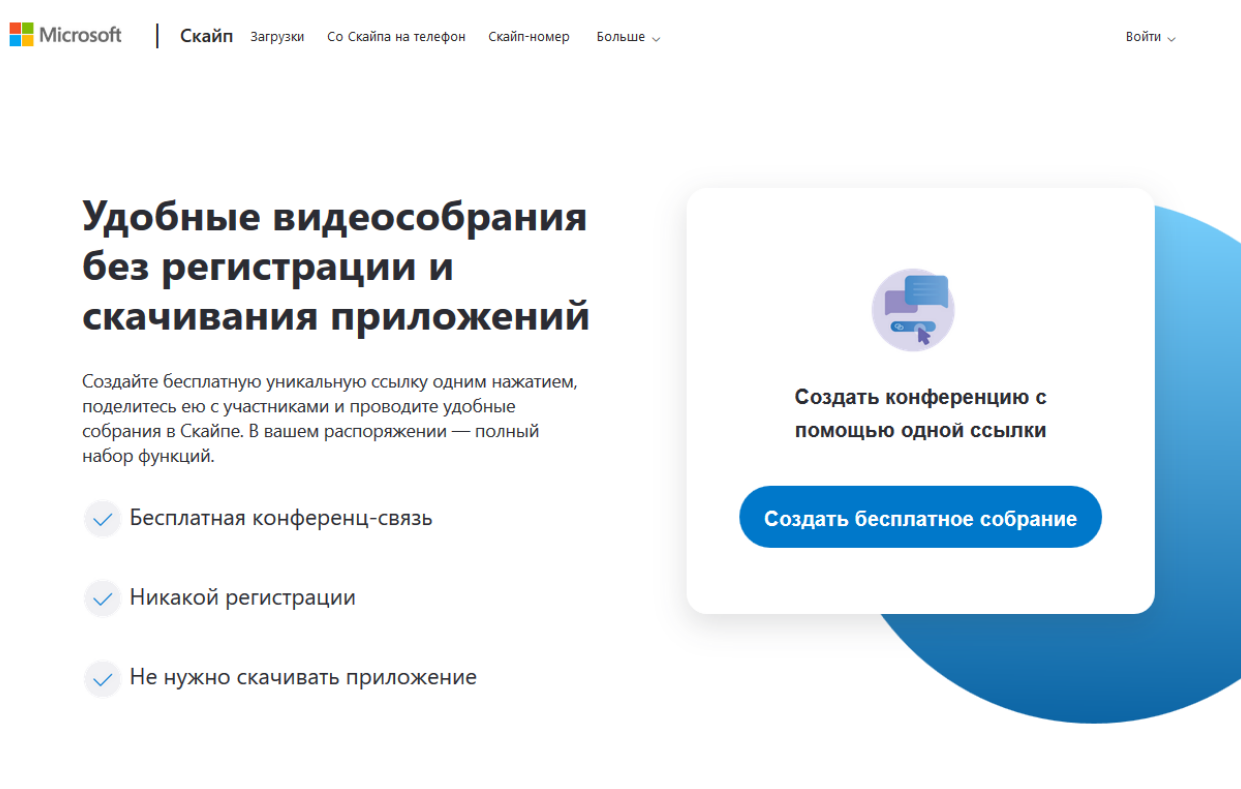 Microsoft Скайп Загрузки Со Скайпа на телефон Скайп-номер Больше Войти
Удобные видеособрания
без регистрации и
скачивания приложений
Создайте бесплатную уникальную ссылку одним нажатием,
поделитесь ею с участниками и проводите удобные
собрания в Скайпе. В вашем распоряжении — полный
набор функций.
Бесплатная конференц-связь
Никакой регистрации
Не нужно скачивать приложение
Создать конференцию с
помощью одной ссылки
Создать бесплатное собрание